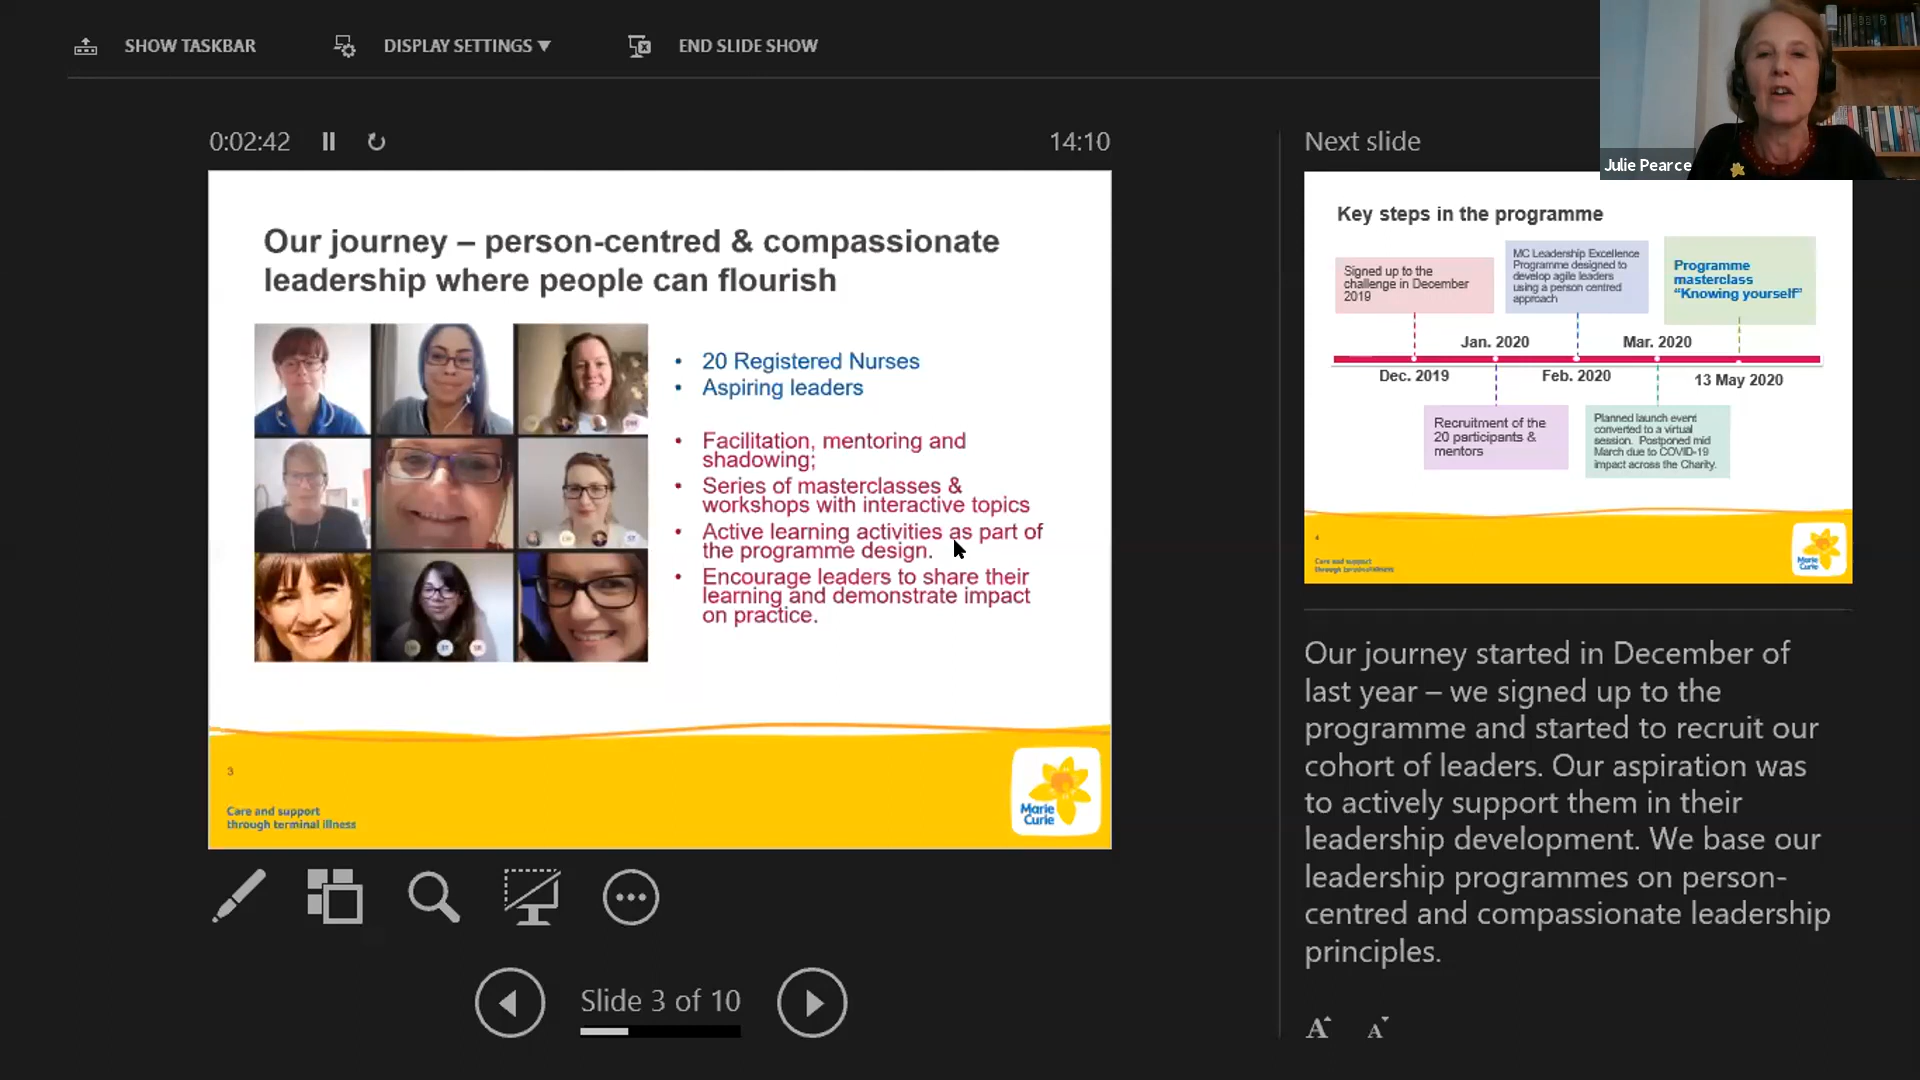 SHOW TASKBAR
DISPLAY SETTINGS ▼
END SLIDE SHOW
Julie Pearce
0:02:42
14:10
Our journey – person-centred & compassionate
leadership where people can flourish
• 20 Registered Nurses
• Aspiring leaders
• Facilitation, mentoring and
shadowing;
• Series of masterclasses &
workshops with interactive topics
• Active learning activities as part of
the programme design.
• Encourage leaders to share their
learning and demonstrate impact
on practice.
3
Care and support
through terminal illness
Marie
Curie
Slide 3 of 10
Next slide
Key steps in the programme
Signed up to the
challenge in December
2019
MC Leadership Excellence
Programme designed to
develop agile leaders
using a person centred
approach
Programme
masterclass
“Knowing yourself”
Jan. 2020
Mar. 2020
Dec. 2019
Feb. 2020
13 May 2020
Recruitment of the
20 participants &
mentors
Planned launch event
converted to a virtual
session. Postponed mid
March due to COVID-19
impact across the Charity.
4
Care and support
through terminal illness
Marie
Curie
Our journey started in December of
last year – we signed up to the
programme and started to recruit our
cohort of leaders. Our aspiration was
to actively support them in their
leadership development. We base our
leadership programmes on person-
centred and compassionate leadership
principles.
A A